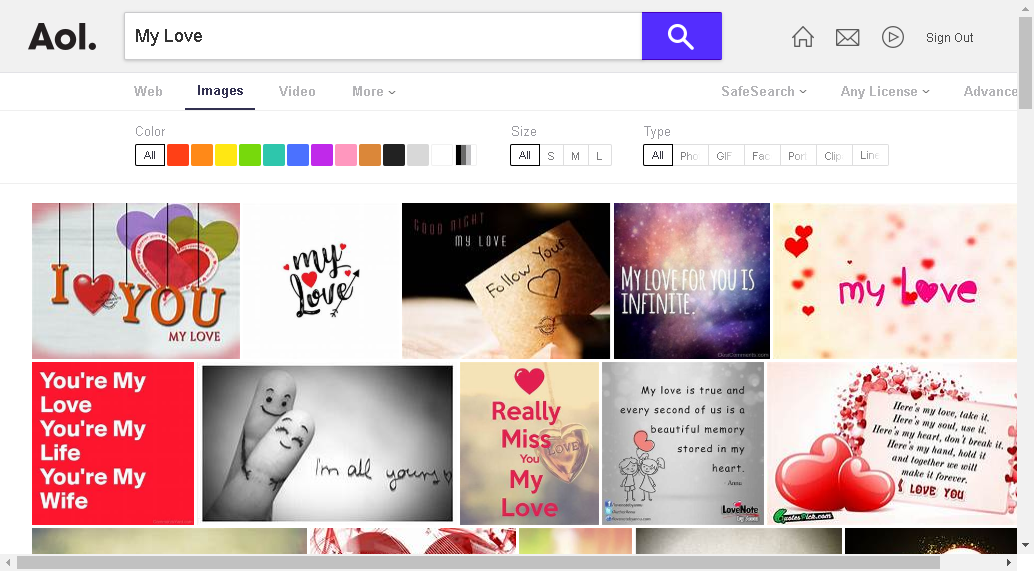 Aol.
My Love
Sign Out
Web
Images
Video
More
SafeSearch
Any License
Advance
Color
All
Size
All
S
M
L
Type
All
Pho
GIF
Fac
Por
Clip
Line
I YOU
MY LOVE
my
Love
GOOD NIGHT
MY LOVE
Follow Your
MY LOVE FOR YOU IS
INFINITE.
my love
You're My
Love
You're My
Life
You're My
Wife
I'm all yours
Really
Miss
You
My
Love
LOVE
My love is true and
every second of us is a
beautiful memory
stored in my
heart.
- Anna
LoveNote
Here's my love, take it.
Here's my soul, use it.
Here's my heart, don't break it.
Here's my hand, hold it
and together we will
make it forever.
I LOVE YOU
QuotesPick.com